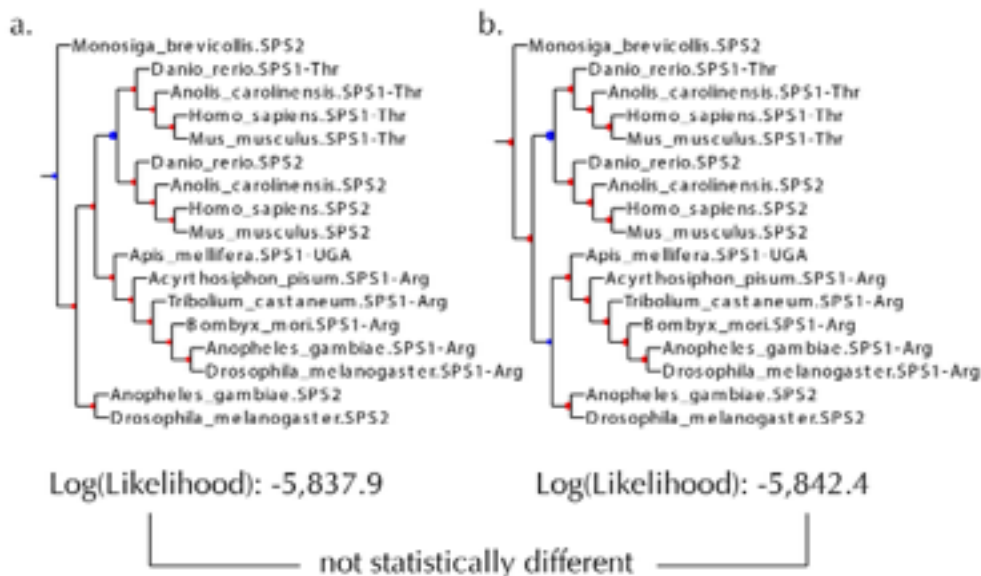 a.
Monosiga_brevicollis.SPS2
Danio_rerio.SPS1-Thr
Anolis_carolinensis.SPS1-Thr
Homo_sapiens.SPS1-Thr
Mus_musculus.SPS1-Thr
Danio_rerio.SPS2
Anolis_carolinensis.SPS2
Homo_sapiens.SPS2
Mus_musculus.SPS2
Apis_mellifera.SPS1-UGA
Acyrthosiphon_pisum.SPS1-Arg
Tribolium_castaneum.SPS1-Arg
Bombyx_mori.SPS1-Arg
Anopheles_gambiae.SPS1-Arg
Drosophila_melanogaster.SPS1-Arg
Anopheles_gambiae.SPS2
Drosophila_melanogaster.SPS2
Log(Likelihood): -5,837.9
b.
Monosiga_brevicollis.SPS2
Danio_rerio.SPS1-Thr
Anolis_carolinensis.SPS1-Thr
Homo_sapiens.SPS1-Thr
Mus_musculus.SPS1-Thr
Danio_rerio.SPS2
Anolis_carolinensis.SPS2
Homo_sapiens.SPS2
Mus_musculus.SPS2
Apis_mellifera.SPS1-UGA
Acyrthosiphon_pisum.SPS1-Arg
Tribolium_castaneum.SPS1-Arg
Bombyx_mori.SPS1-Arg
Anopheles_gambiae.SPS1-Arg
Drosophila_melanogaster.SPS1-Arg
Anopheles_gambiae.SPS2
Drosophila_melanogaster.SPS2
Log(Likelihood): -5,842.4
not statistically different